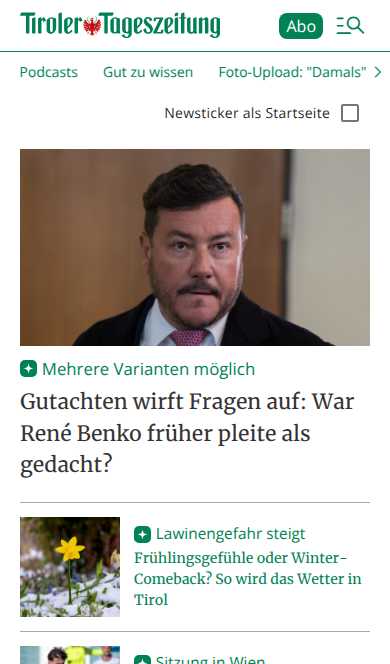 Tiroler Tageszeitung
Abo
Podcasts Gut zu wissen Foto-Upload: "Damals"
Newsticker als Startseite
Mehrere Varianten möglich
Gutachten wirft Fragen auf: War
René Benko früher pleite als
gedacht?
Lawinengefahr steigt
Frühlingsgefühle oder Winter-
Comeback? So wird das Wetter in
Tirol
Sitzung in Wien